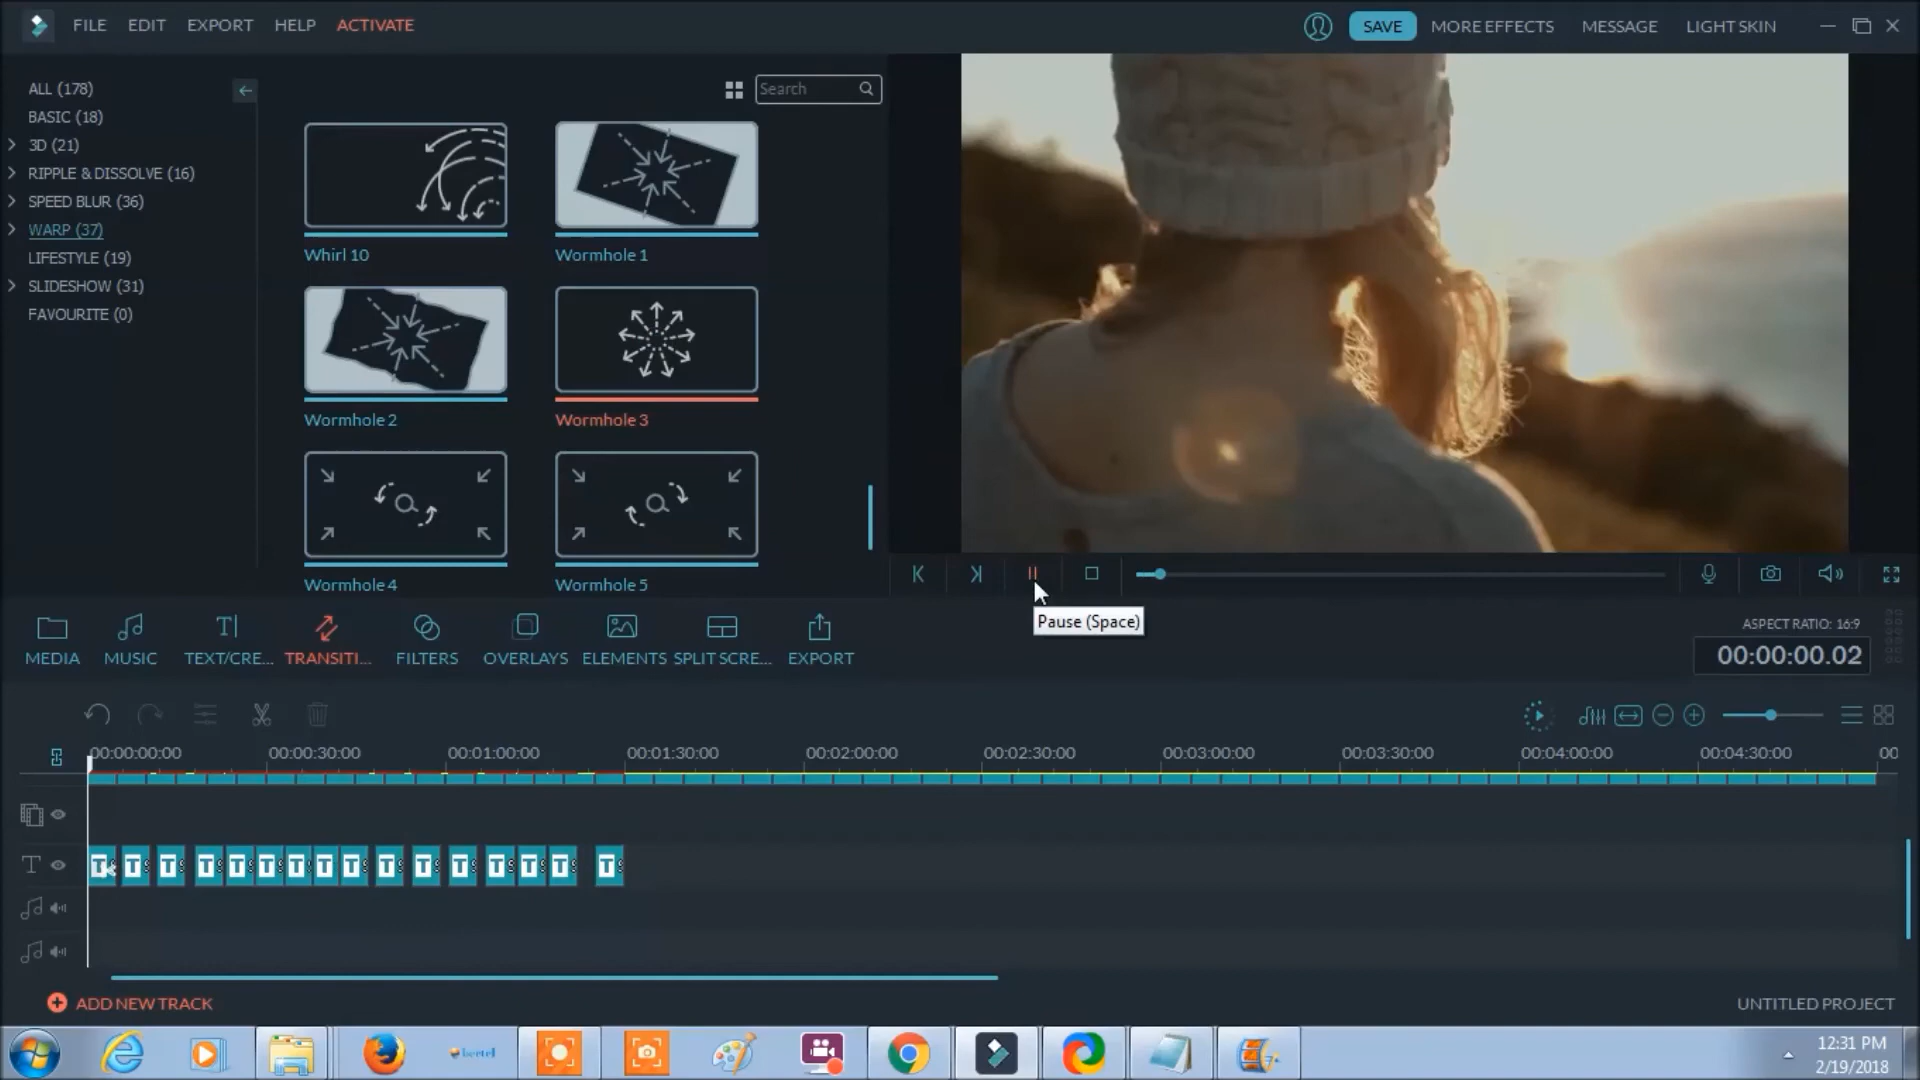 FILE EDIT EXPORT HELP ACTIVATE SAVE MORE EFFECTS MESSAGE LIGHT SKIN
ALL (178)
BASIC (18)
3D (21)
RIPPLE & DISSOLVE (16)
SPEED BLUR (36)
WARP (37)
LIFESTYLE (19)
SLIDESHOW (31)
FAVOURITE (0)
Search
Whirl 10 Wormhole 1
Wormhole 2 Wormhole 3
Wormhole 4 Wormhole 5
Pause (Space)
ASPECT RATIO: 16:9
00:00:00.02
MEDIA MUSIC TEXT/CRE... TRANSITI... FILTERS OVERLAYS ELEMENTS SPLIT SCRE... EXPORT
00:00:00:00 00:00:30:00 00:01:00:00 00:01:30:00 00:02:00:00 00:02:30:00 00:03:00:00 00:03:30:00 00:04:00:00 00:04:30:00 00
T T T T T T T T T T T T T T T T
ADD NEW TRACK UNTITLED PROJECT
bertel
12:31 PM
2/19/2018